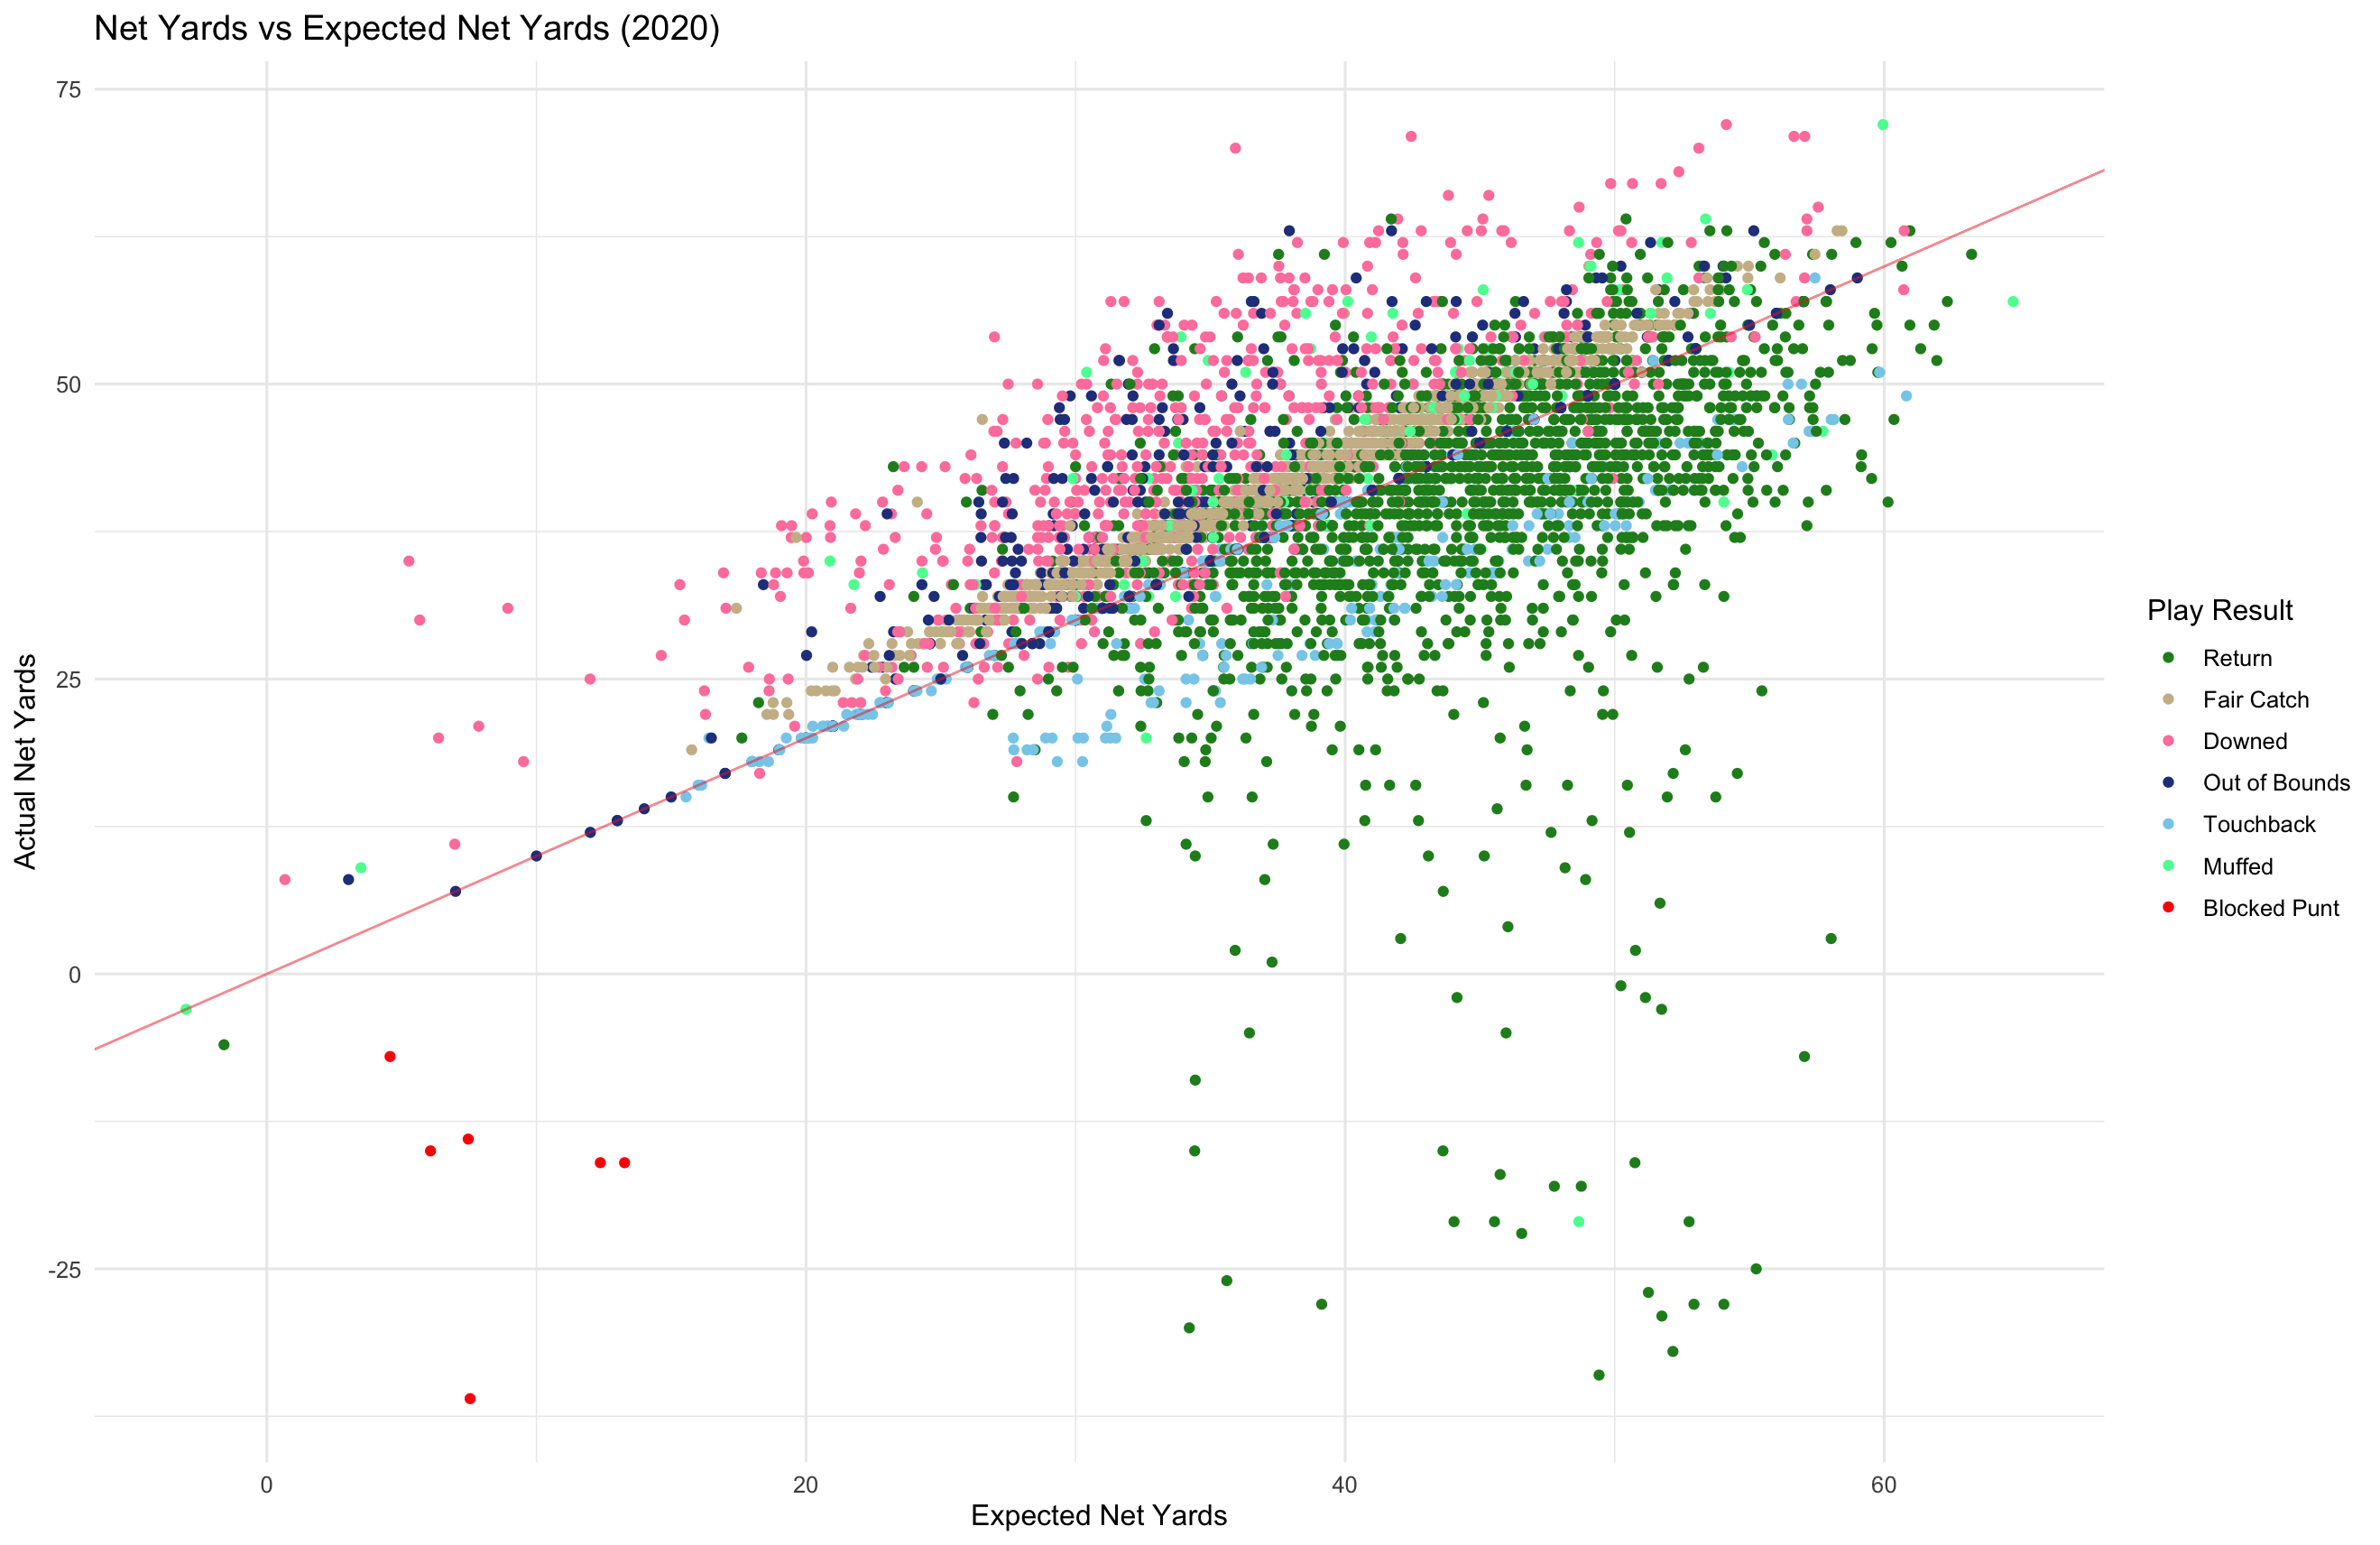 Net Yards vs Expected Net Yards (2020)
75
50
25
0
-25
Actual Net Yards
0 20 40 60
Expected Net Yards
Play Result
Return
Fair Catch
Downed
Out of Bounds
Touchback
Muffed
Blocked Punt